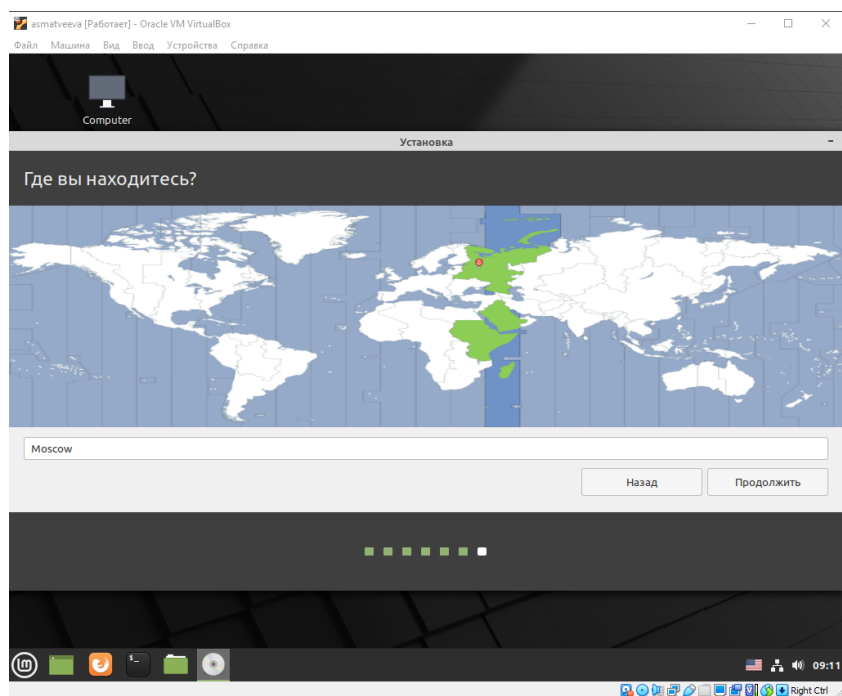 asmatveeva [Работает] - Oracle VM VirtualBox
Файл Машина Вид Ввод Устройства Справка
Computer
Установка
Где вы находитесь?
Moscow
Назад Продолжить
09:11
Right Ctrl